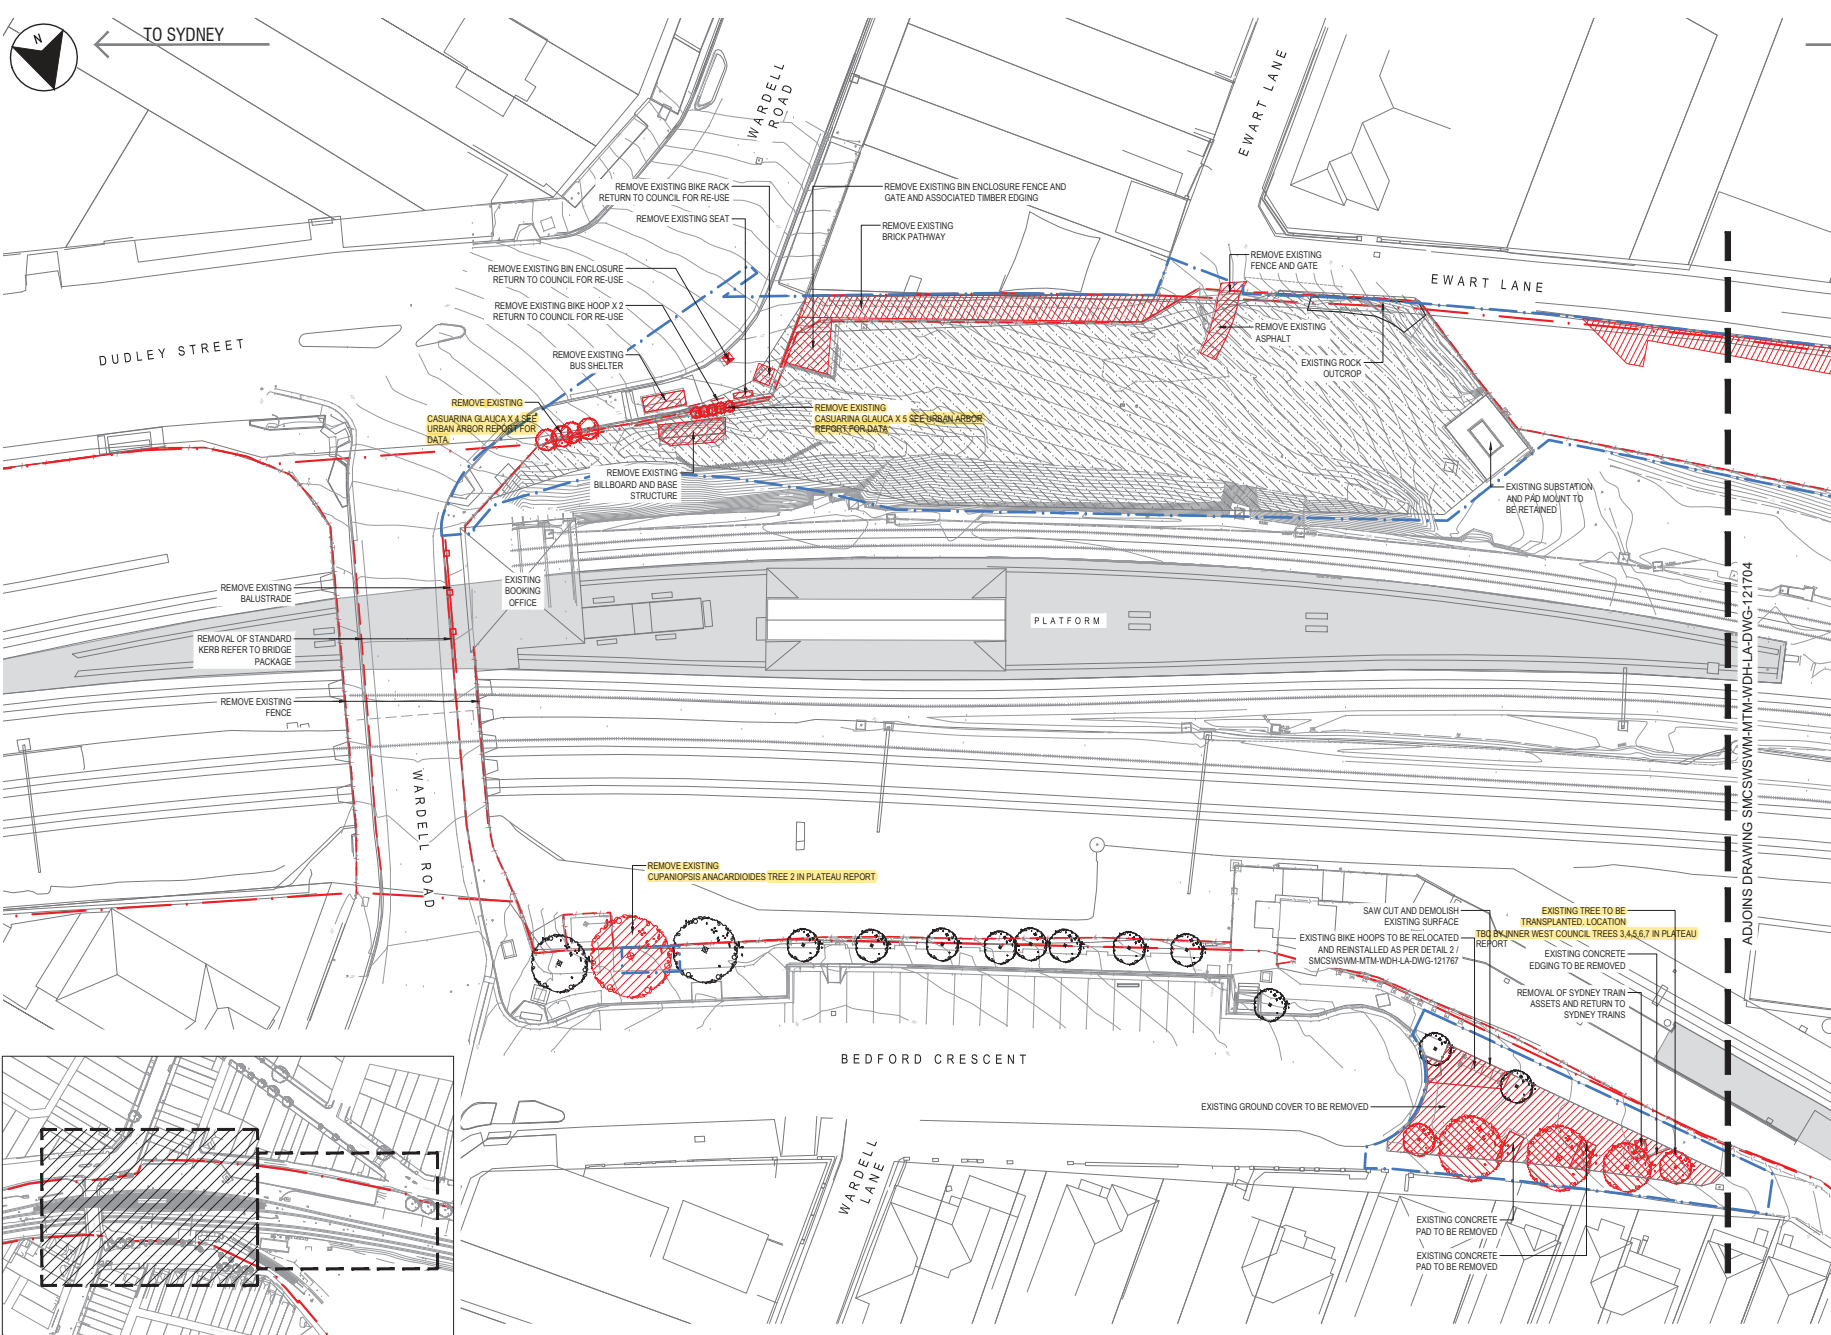 N
TO SYDNEY
WARDELL
ROAD
EWART LANE
REMOVE EXISTING BIKE RACK
RETURN TO COUNCIL FOR RE-USE
REMOVE EXISTING SEAT
REMOVE EXISTING BIN ENCLOSURE FENCE AND
GATE AND ASSOCIATED TIMBER EDGING
REMOVE EXISTING
BRICK PATHWAY
REMOVE EXISTING BIN ENCLOSURE
RETURN TO COUNCIL FOR RE-USE
REMOVE EXISTING BIKE HOOP X 2
RETURN TO COUNCIL FOR RE-USE
REMOVE EXISTING
FENCE AND GATE
EWART LANE
REMOVE EXISTING
ASPHALT
DUDLEY STREET
REMOVE EXISTING
BUS SHELTER
EXISTING ROCK
OUTCROP
REMOVE EXISTING
CASUARINA GLAUCA X 4 SEE
URBAN ARBOR REPORT FOR
DATA
REMOVE EXISTING
CASUARINA GLAUCA X 5 SEE URBAN ARBOR
REPORT FOR DATA
REMOVE EXISTING
BILLBOARD AND BASE
STRUCTURE
EXISTING SUBSTATION
AND PAD MOUNT TO
BE RETAINED
EXISTING
BOOKING
OFFICE
REMOVE EXISTING
BALUSTRADE
PLATFORM
REMOVAL OF STANDARD
KERB REFER TO BRIDGE
PACKAGE
REMOVE EXISTING
FENCE
ADJOINS DRAWING SMCSWSWM-MTM-WDH-LA-DWG-121704
WARDELL ROAD
REMOVE EXISTING
CUPANIOPSIS ANACARDIOIDES TREE 2 IN PLATEAU REPORT
SAW CUT AND DEMOLISH
EXISTING SURFACE
EXISTING BIKE HOOPS TO BE RELOCATED
AND REINSTALLED AS PER DETAIL 2 /
SMCSWSWM-MTM-WDH-LA-DWG-121767
EXISTING TREE TO BE
TRANSPLANTED. LOCATION
TBC BY INNER WEST COUNCIL TREES 3,4,5,6,7 IN PLATEAU
REPORT
EXISTING CONCRETE
EDGING TO BE REMOVED
REMOVAL OF SYDNEY TRAIN
ASSETS AND RETURN TO
SYDNEY TRAINS
BEDFORD CRESCENT
EXISTING GROUND COVER TO BE REMOVED
WARDELL
LANE
EXISTING CONCRETE
PAD TO BE REMOVED
EXISTING CONCRETE
PAD TO BE REMOVED